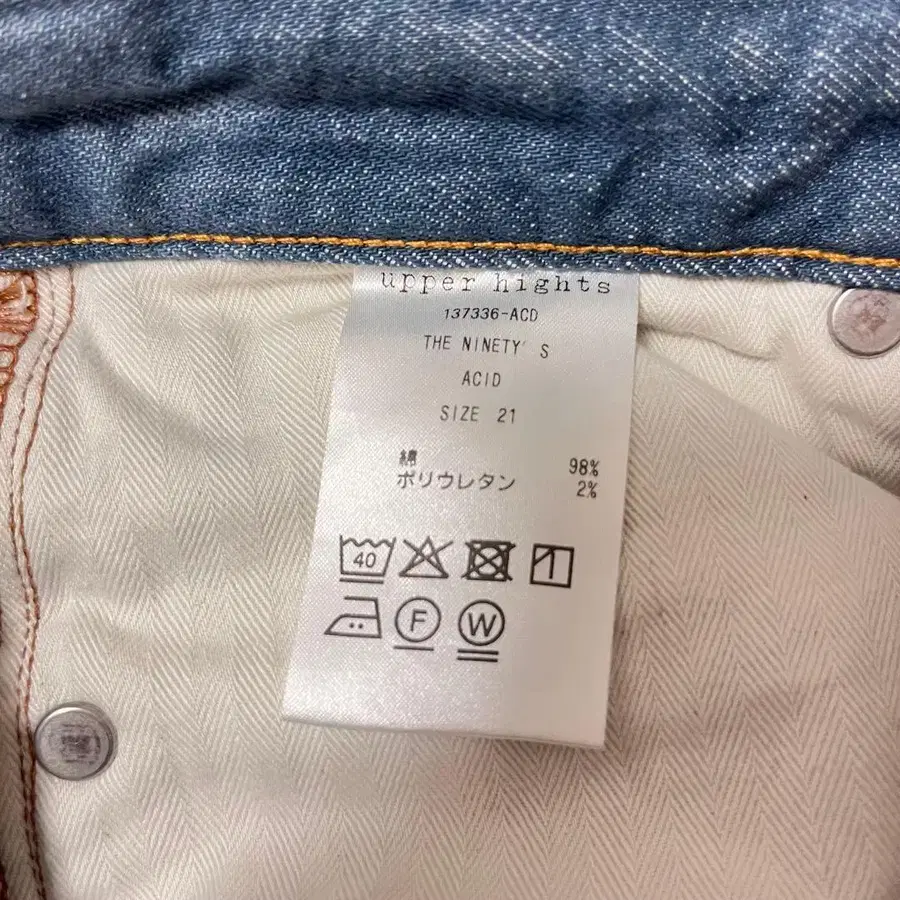 upper hights
137336-ACD
THE NINETY'S
ACID
SIZE 21
綿 98%
ポリウレタン 2%
40
F W